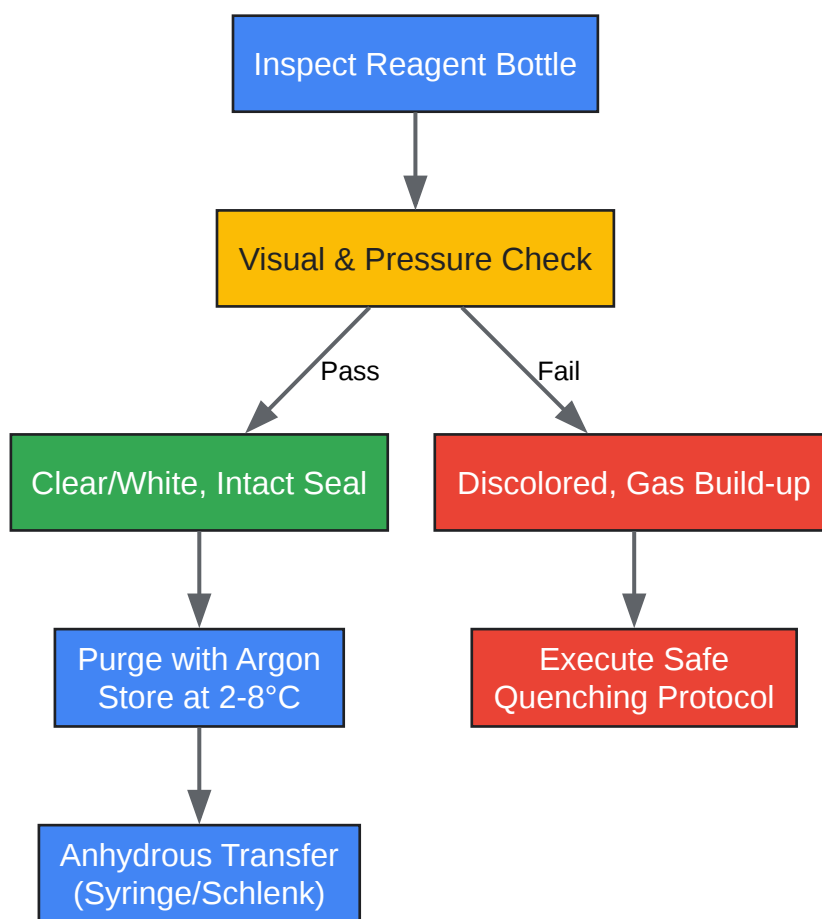 Inspect Reagent Bottle
Visual & Pressure Check
Pass
Fail
Clear/White, Intact Seal
Discolored, Gas Build-up
Purge with Argon
Store at 2-8°C
Execute Safe
Quenching Protocol
Anhydrous Transfer
(Syringe/Schlenk)